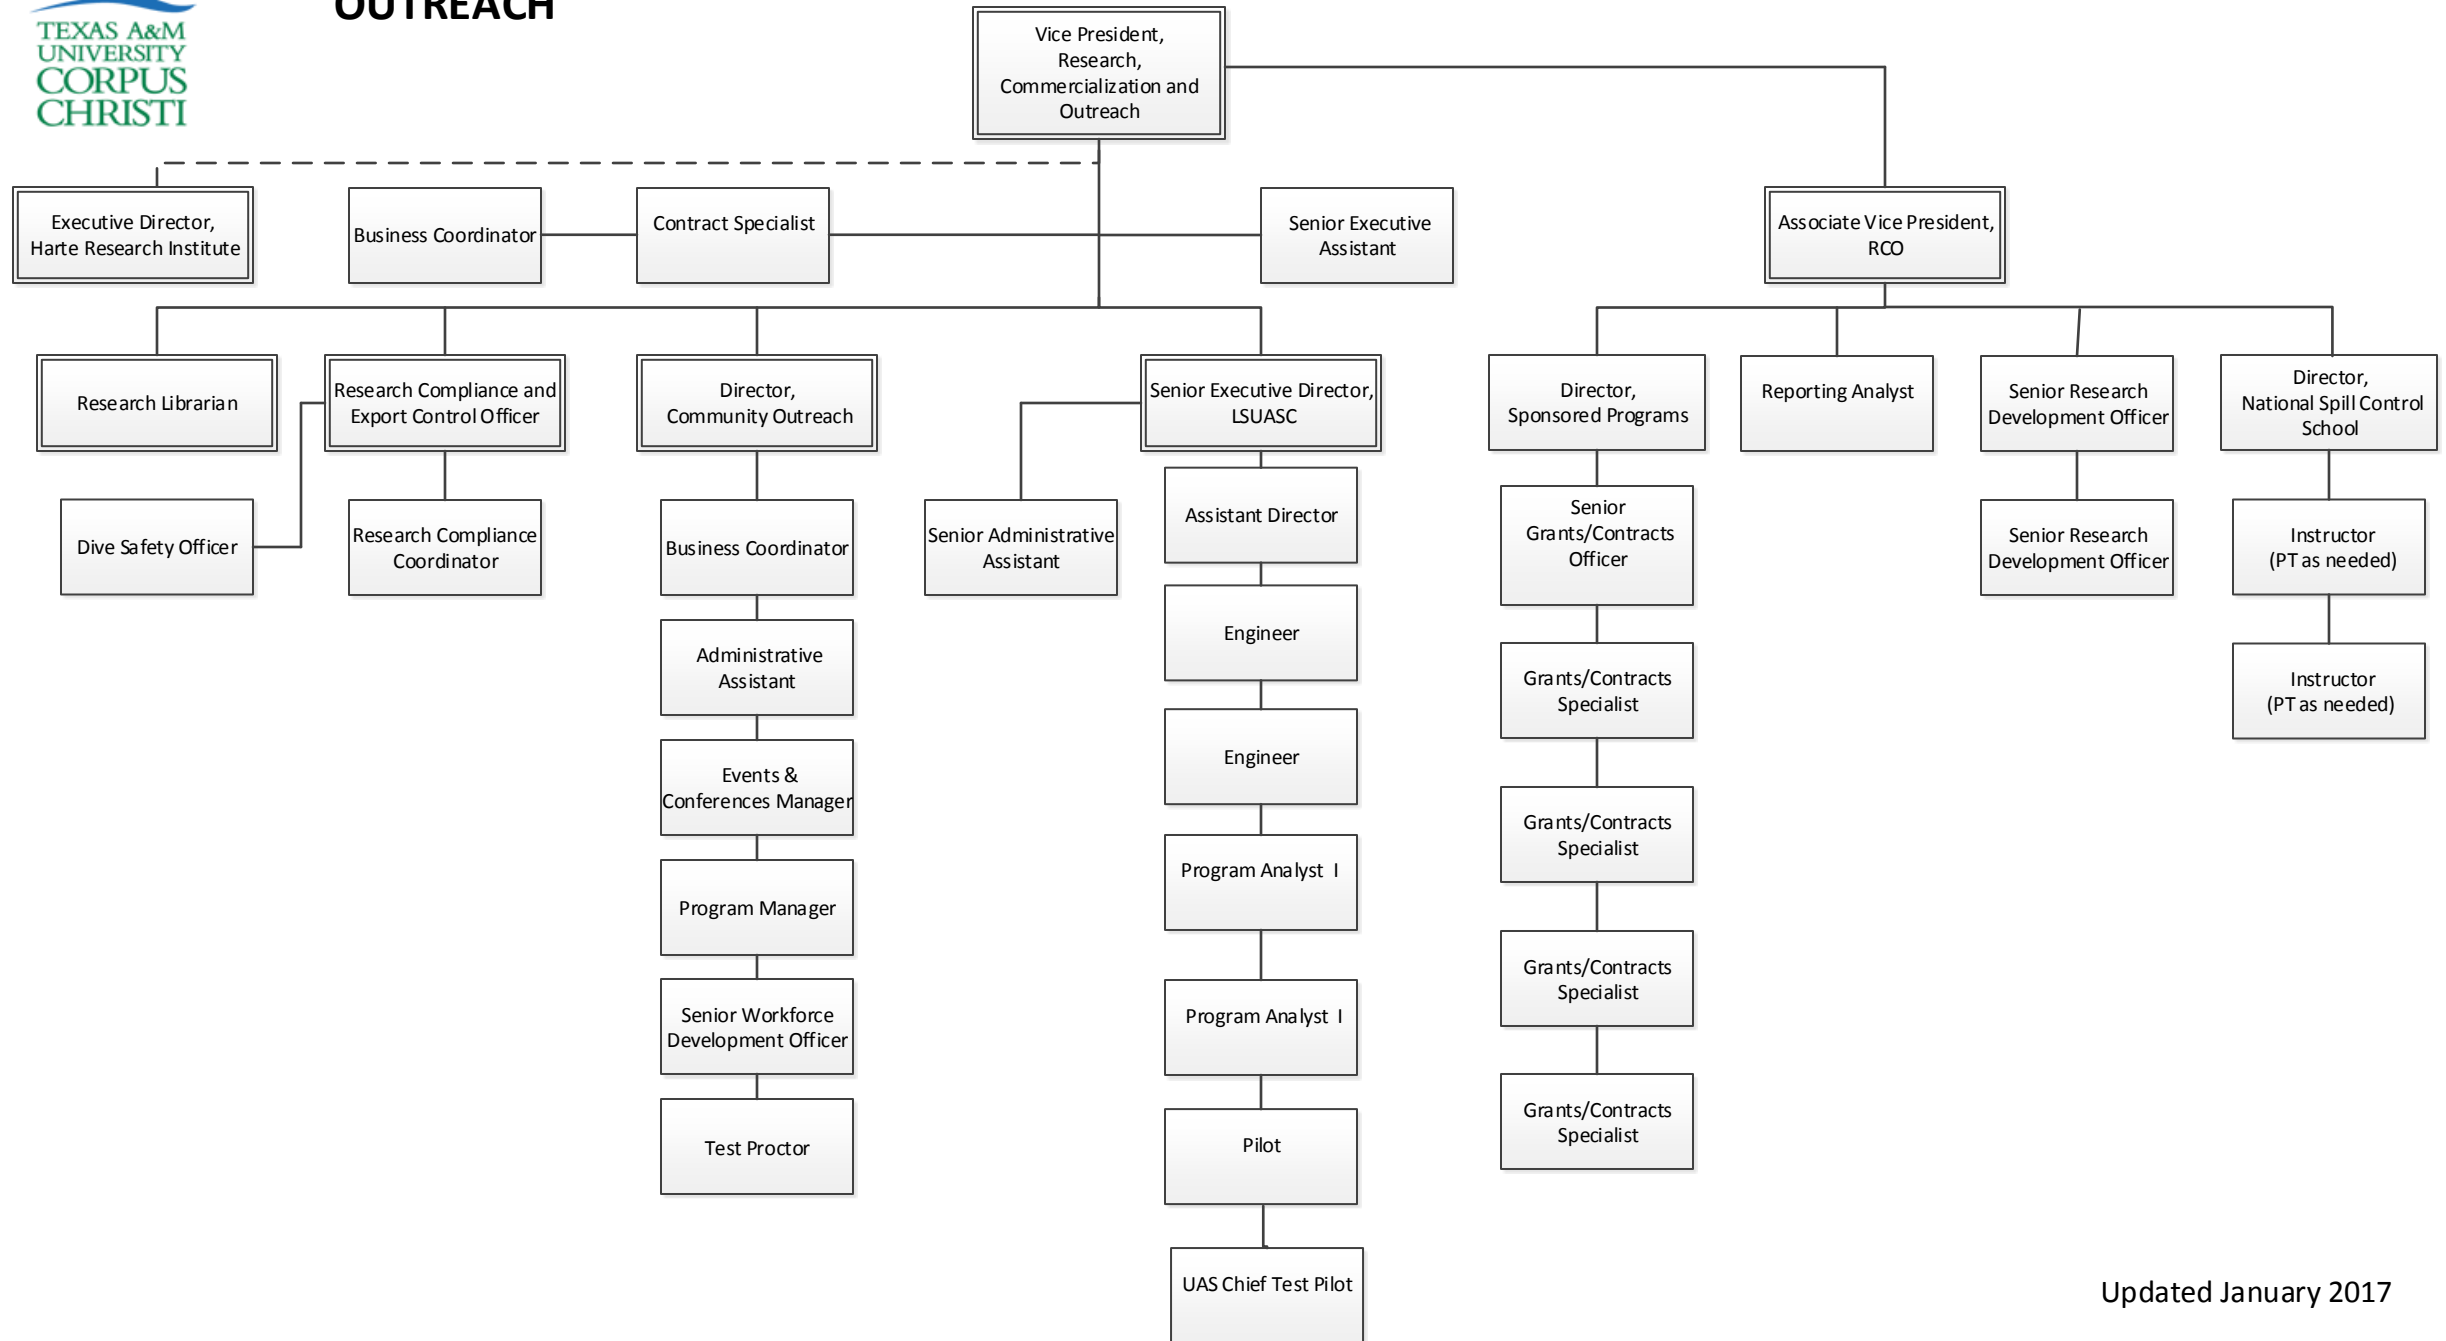 OUTREACH
TEXAS A&M
UNIVERSITY
CORPUS
CHRISTI
Vice President,
Research,
Commercialization and
Outreach
Executive Director,
Harte Research Institute
Business Coordinator
Contract Specialist
Senior Executive
Assistant
Associate Vice President,
RCO
Research Librarian
Research Compliance and
Export Control Officer
Director,
Community Outreach
Senior Executive Director,
LSUASC
Director,
Sponsored Programs
Reporting Analyst
Senior Research
Development Officer
Director,
National Spill Control
School
Dive Safety Officer
Research Compliance
Coordinator
Business Coordinator
Senior Administrative
Assistant
Assistant Director
Senior
Grants/Contracts
Officer
Senior Research
Development Officer
Instructor
(PT as needed)
Administrative
Assistant
Engineer
Grants/Contracts
Specialist
Instructor
(PT as needed)
Events &
Conferences Manager
Engineer
Grants/Contracts
Specialist
Program Manager
Program Analyst I
Grants/Contracts
Specialist
Senior Workforce
Development Officer
Program Analyst I
Grants/Contracts
Specialist
Test Proctor
Pilot
UAS Chief Test Pilot
Updated January 2017